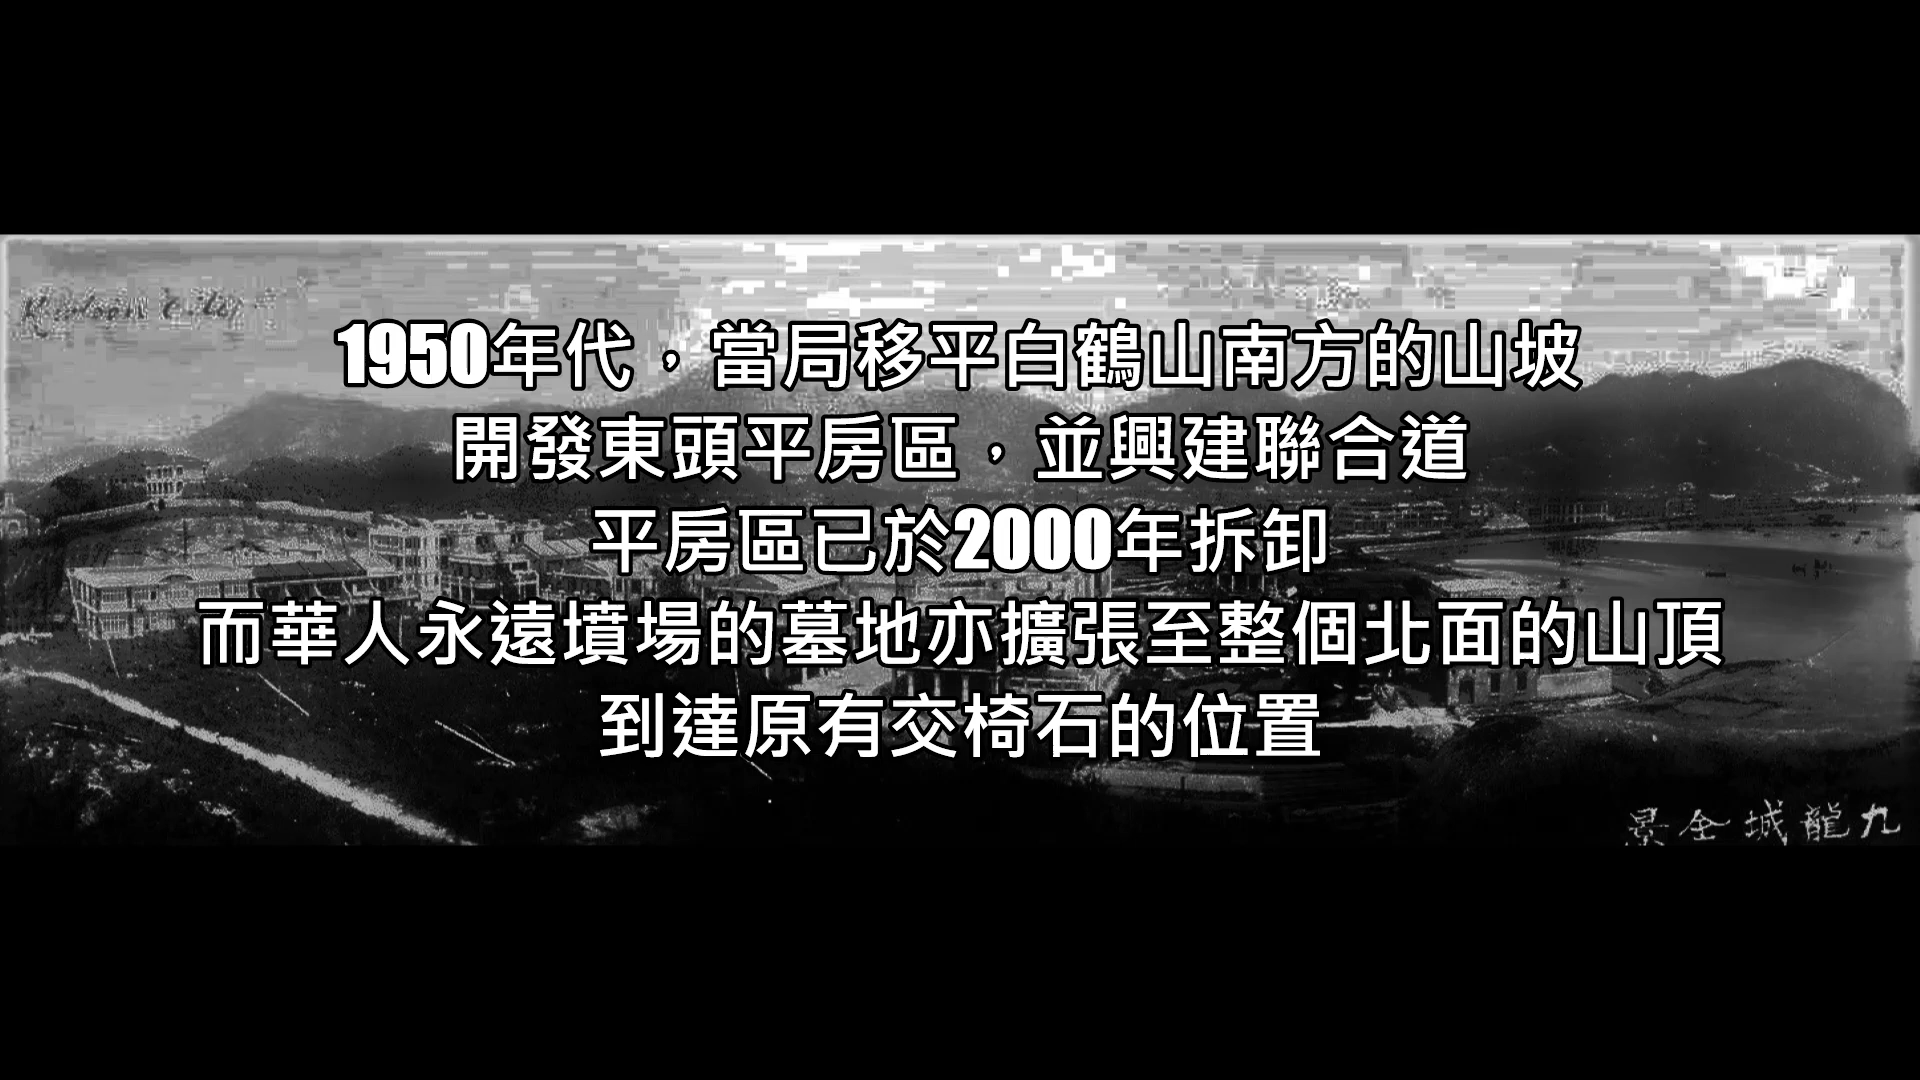 Kowloon City
1950年代，當局移平白鶴山南方的山坡
開發東頭平房區，並興建聯合道
平房區已於2000年拆卸
而華人永遠墳場的墓地亦擴張至整個北面的山頂
到達原有交椅石的位置
九龍城全景